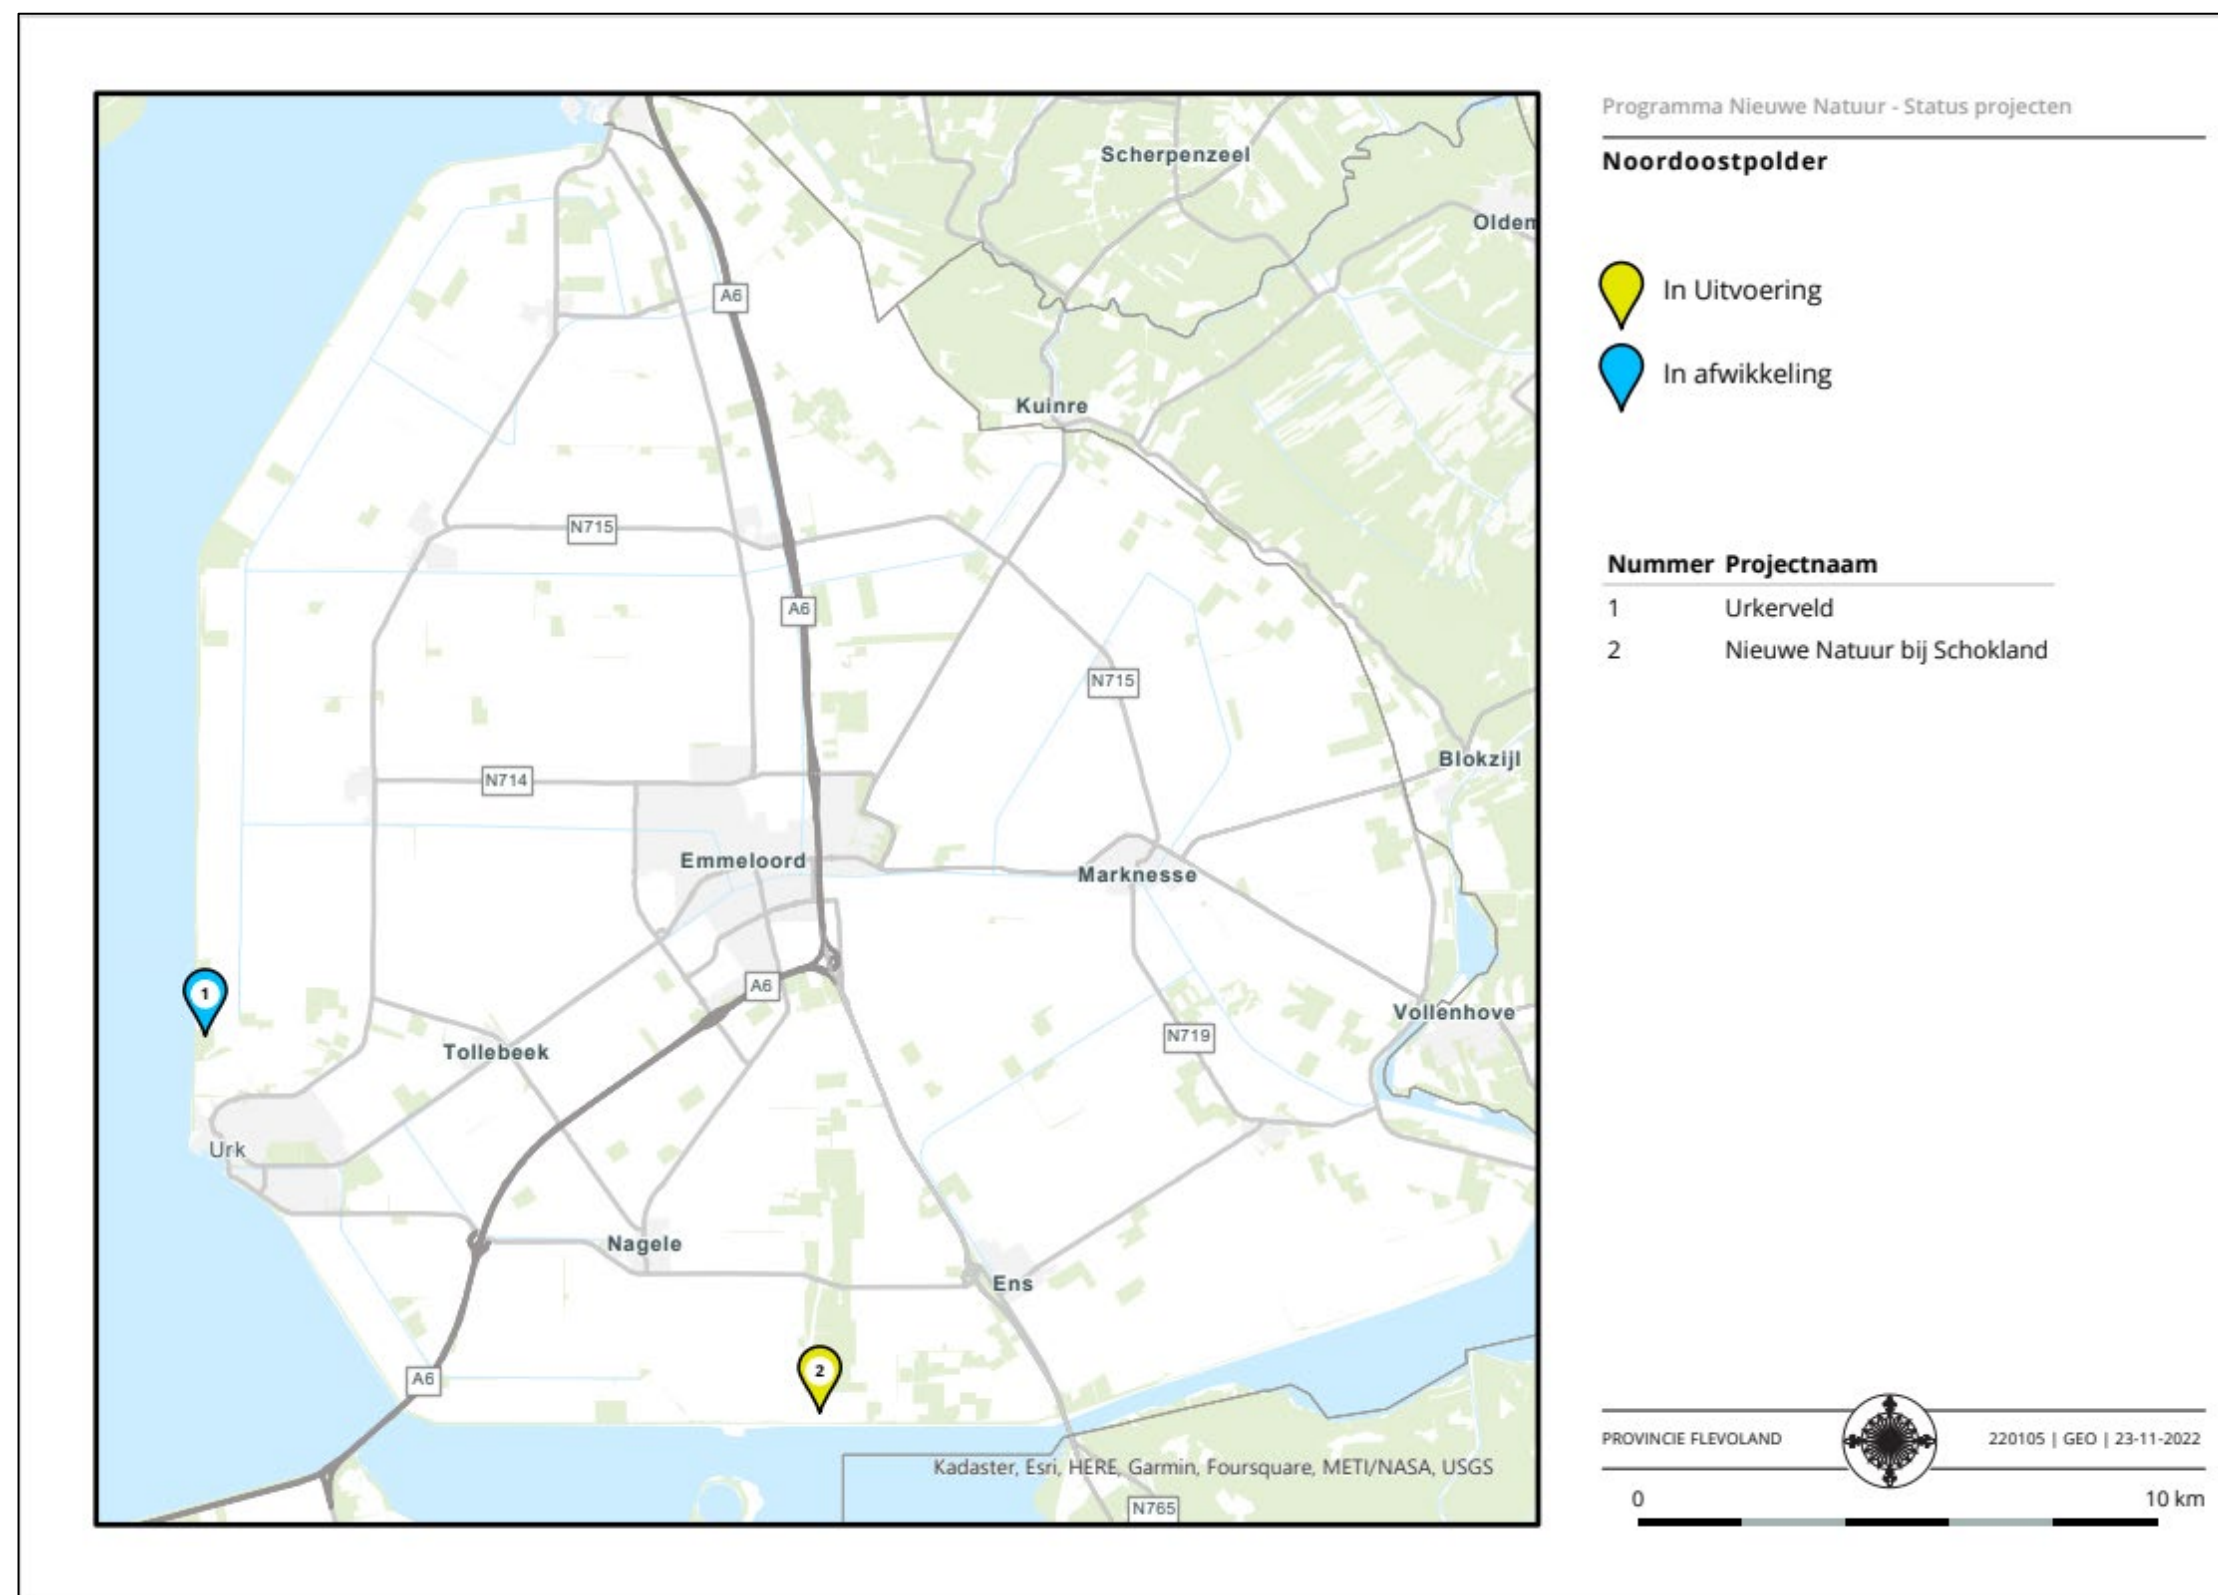 Programma Nieuwe Natuur - Status projecten
Noordoostpolder
In Uitvoering
In afwikkeling
Nummer Projectnaam
1 Urkerveld
2 Nieuwe Natuur bij Schokland
Scherpenzeel
Oldem
A6
Kuinre
N715
A6
N715
Blokzijl
N714
Emmeloord
Marknesse
A6
1
Vollenhove
N719
Tollebeek
Urk
Nagele
Ens
2
A6
Kadaster, Esri, HERE, Garmin, Foursquare, METI/NASA, USGS
N765
PROVINCIE FLEVOLAND
220105 | GEO | 23-11-2022
0 10 km